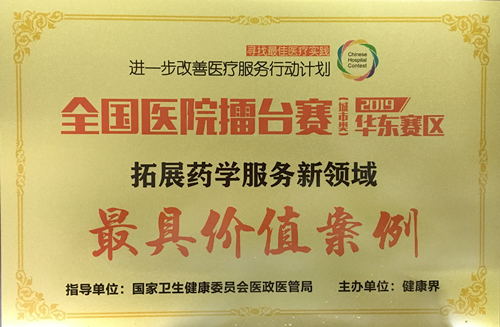 寻找最佳医疗实践
进一步改善医疗服务行动计划
Chinese
Hospital
Contest
全国医院擂台赛(城市类)2019/华东赛区
拓展药学服务新领域
最具价值案例
指导单位：国家卫生健康委员会医政医管局 主办单位：健康界